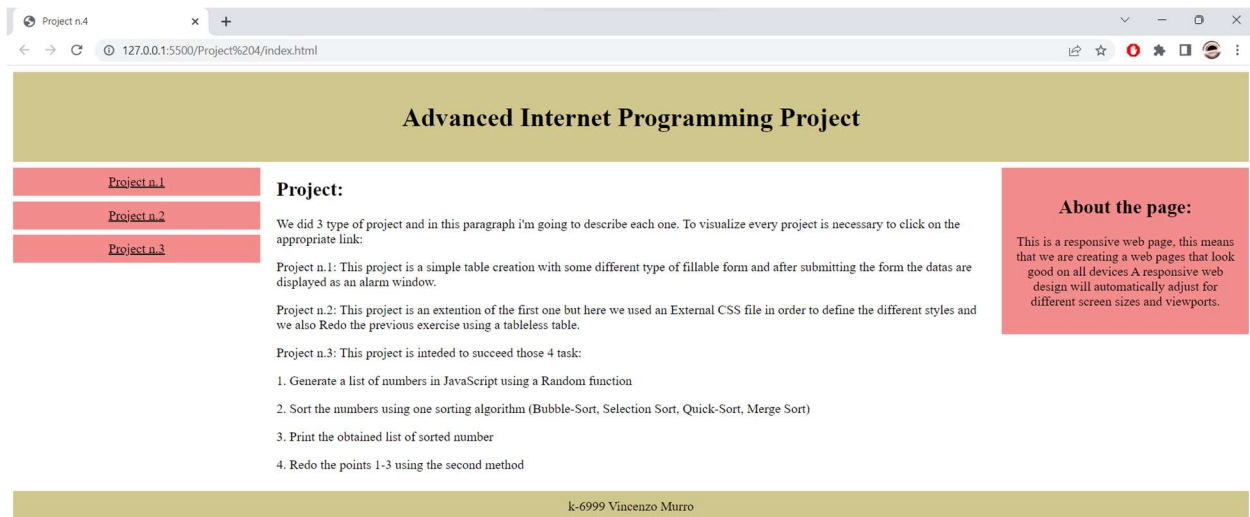 Project n.4
127.0.0.1:5500/Project%204/index.html
Advanced Internet Programming Project
Project n.1
Project n.2
Project n.3
Project:
We did 3 type of project and in this paragraph i'm going to describe each one. To visualize every project is necessary to click on the
appropriate link:
Project n.1: This project is a simple table creation with some different type of fillable form and after submitting the form the datas are
displayed as an alarm window.
Project n.2: This project is an extention of the first one but here we used an External CSS file in order to define the different styles and
we also Redo the previous exercise using a tableless table.
Project n.3: This project is inteded to succeed those 4 task:
1. Generate a list of numbers in JavaScript using a Random function
2. Sort the numbers using one sorting algorithm (Bubble-Sort, Selection Sort, Quick-Sort, Merge Sort)
3. Print the obtained list of sorted number
4. Redo the points 1-3 using the second method
About the page:
This is a responsive web page, this means
that we are creating a web pages that look
good on all devices A responsive web
design will automatically adjust for
different screen sizes and viewports.
k-6999 Vincenzo Murro